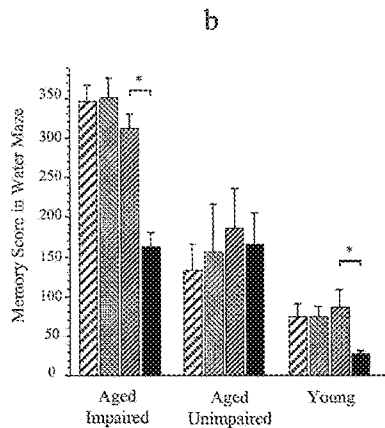 b
Memory Score in Water Maze
350
300
250
200
150
100
50
0
*
*
Aged
Impaired
Aged
Unimpaired
Young